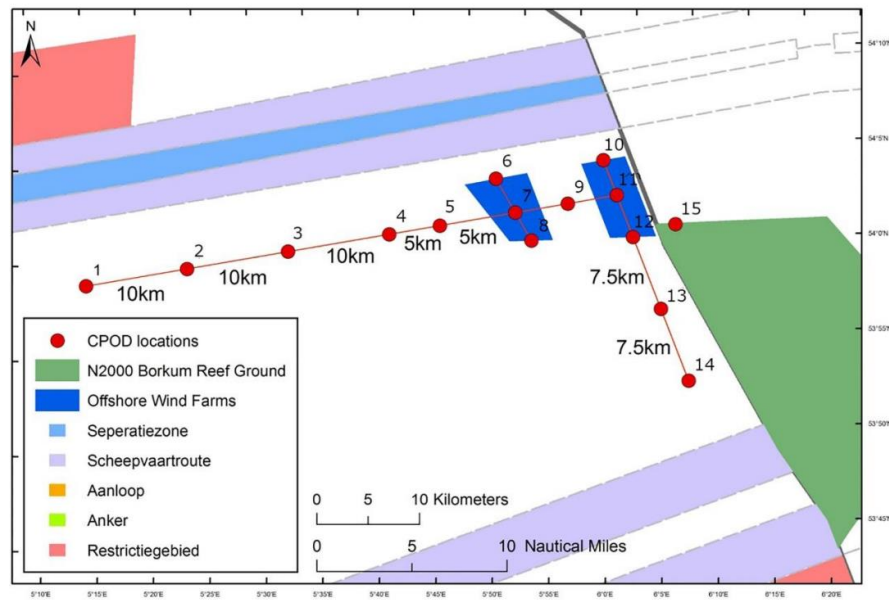 N
54°10'N
54°5'N
54°0'N
53°55'N
53°50'N
53°45'N
1
2
3
4
5
6
7
8
9
10
11
12
13
14
15
10km
10km
10km
5km
5km
7.5km
7.5km
CPOD locations
N2000 Borkum Reef Ground
Offshore Wind Farms
Seperatiezone
Scheepvaartroute
Aanloop
Anker
Restrictiegebied
0 5 10 Kilometers
0 5 10 Nautical Miles
5°10'E 5°15'E 5°20'E 5°25'E 5°30'E 5°35'E 5°40'E 5°45'E 5°50'E 5°55'E 6°0'E 6°5'E 6°10'E 6°15'E 6°20'E